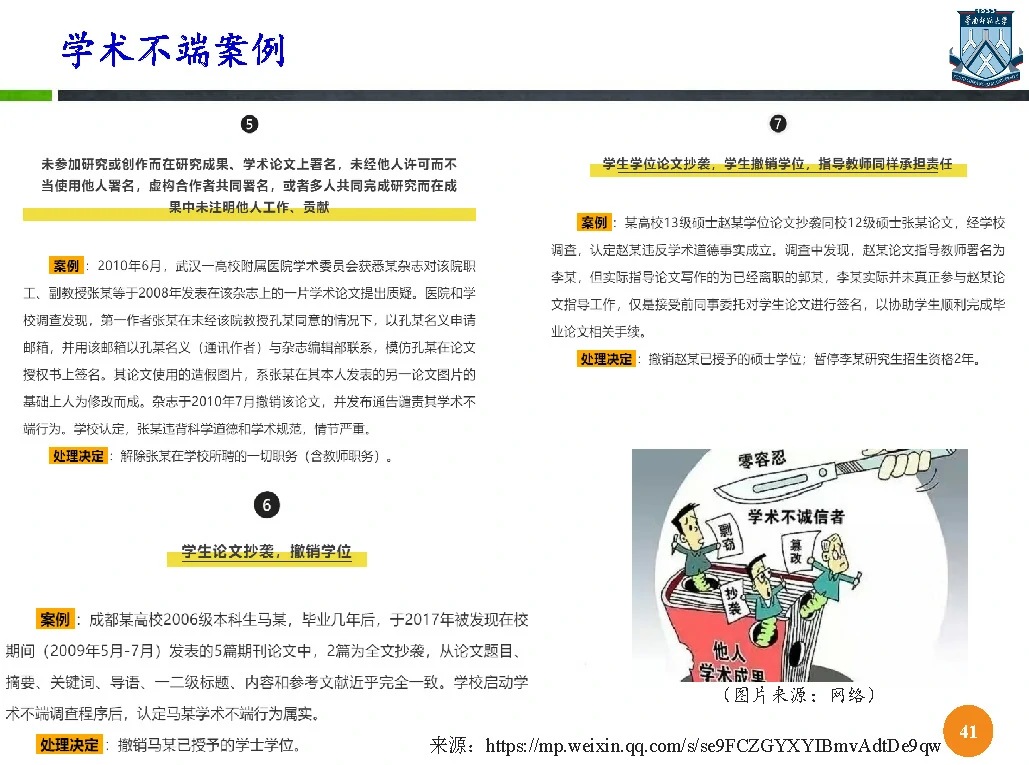 学术不端案例
1933
华南师范大学
❺
未参加研究或创作而在研究成果、学术论文上署名，未经他人许可而不
当使用他人署名，虚构合作者共同署名，或者多人共同完成研究而在成
果中未注明他人工作、贡献
案例：2010年6月，武汉一高校附属医院学术委员会获悉某杂志对该院职
工、副教授张某等于2008年发表在该杂志上的一片学术论文提出质疑。医院和学
校调查发现，第一作者张某在未经该院教授孔某同意的情况下，以孔某名义申请
邮箱，并用该邮箱以孔某名义（通讯作者）与杂志编辑部联系，模仿孔某在论文
授权书上签名。其论文使用的造假图片，系张某在其本人发表的另一论文图片的
基础上人为修改而成。杂志于2010年7月撤销该论文，并发布通告谴责其学术不
端行为。学校认定，张某违背科学道德和学术规范，情节严重。
处理决定：解除张某在学校所聘的一切职务（含教师职务）。
❻
学生论文抄袭，撤销学位
案例：成都某高校2006级本科生马某，毕业几年后，于2017年被发现在校
期间（2009年5月-7月）发表的5篇期刊论文中，2篇为全文抄袭，从论文题目、
摘要、关键词、导语、一二级标题、内容和参考文献近乎完全一致。学校启动学
术不端调查程序后，认定马某学术不端行为属实。
处理决定：撤销马某已授予的学士学位。
❼
学生学位论文抄袭，学生撤销学位，指导教师同样承担责任
案例：某高校13级硕士赵某学位论文抄袭同校12级硕士张某论文，经学校
调查，认定赵某违反学术道德事实成立。调查中发现，赵某论文指导教师署名为
李某，但实际指导论文写作的为已经离职的郭某，李某实际并未真正参与赵某论
文指导工作，仅是接受前同事委托对学生论文进行签名，以协助学生顺利完成毕
业论文相关手续。
处理决定：撤销赵某已授予的硕士学位；暂停李某研究生招生资格2年。
零容忍
学术不诚信者
剽窃
篡改
抄袭
他人
学术成果
（图片来源：网络）
来源：https://mp.weixin.qq.com/s/se9FCZGYXYIBmvAdtDe9qw
41